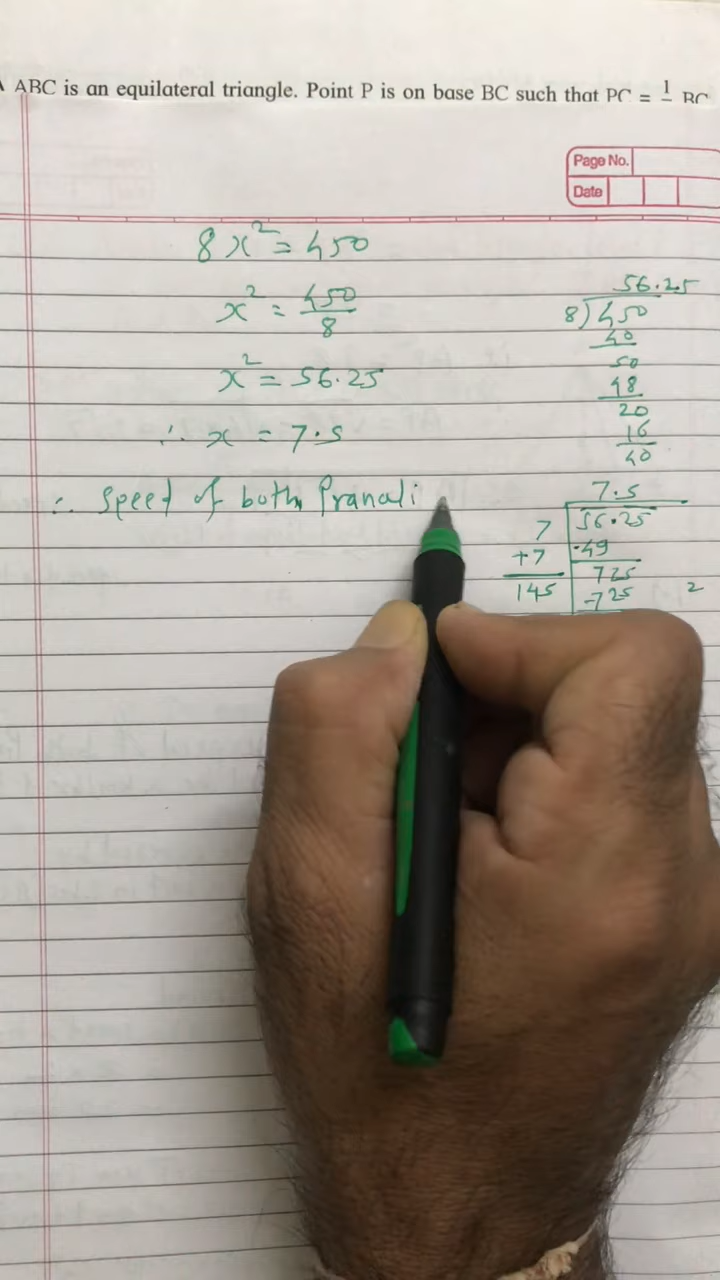 ABC is an equilateral triangle. Point P is on base BC such that PC = 1 BC
Page No.
Date
8x² = 450
x² = 450/8
x² = 56.25
∴ x = 7.5
∴ Speed of both Pranali
56.25
8) 450
40
50
48
20
16
40
7.5
7 56.25
+7 -49
145 725
-725
2